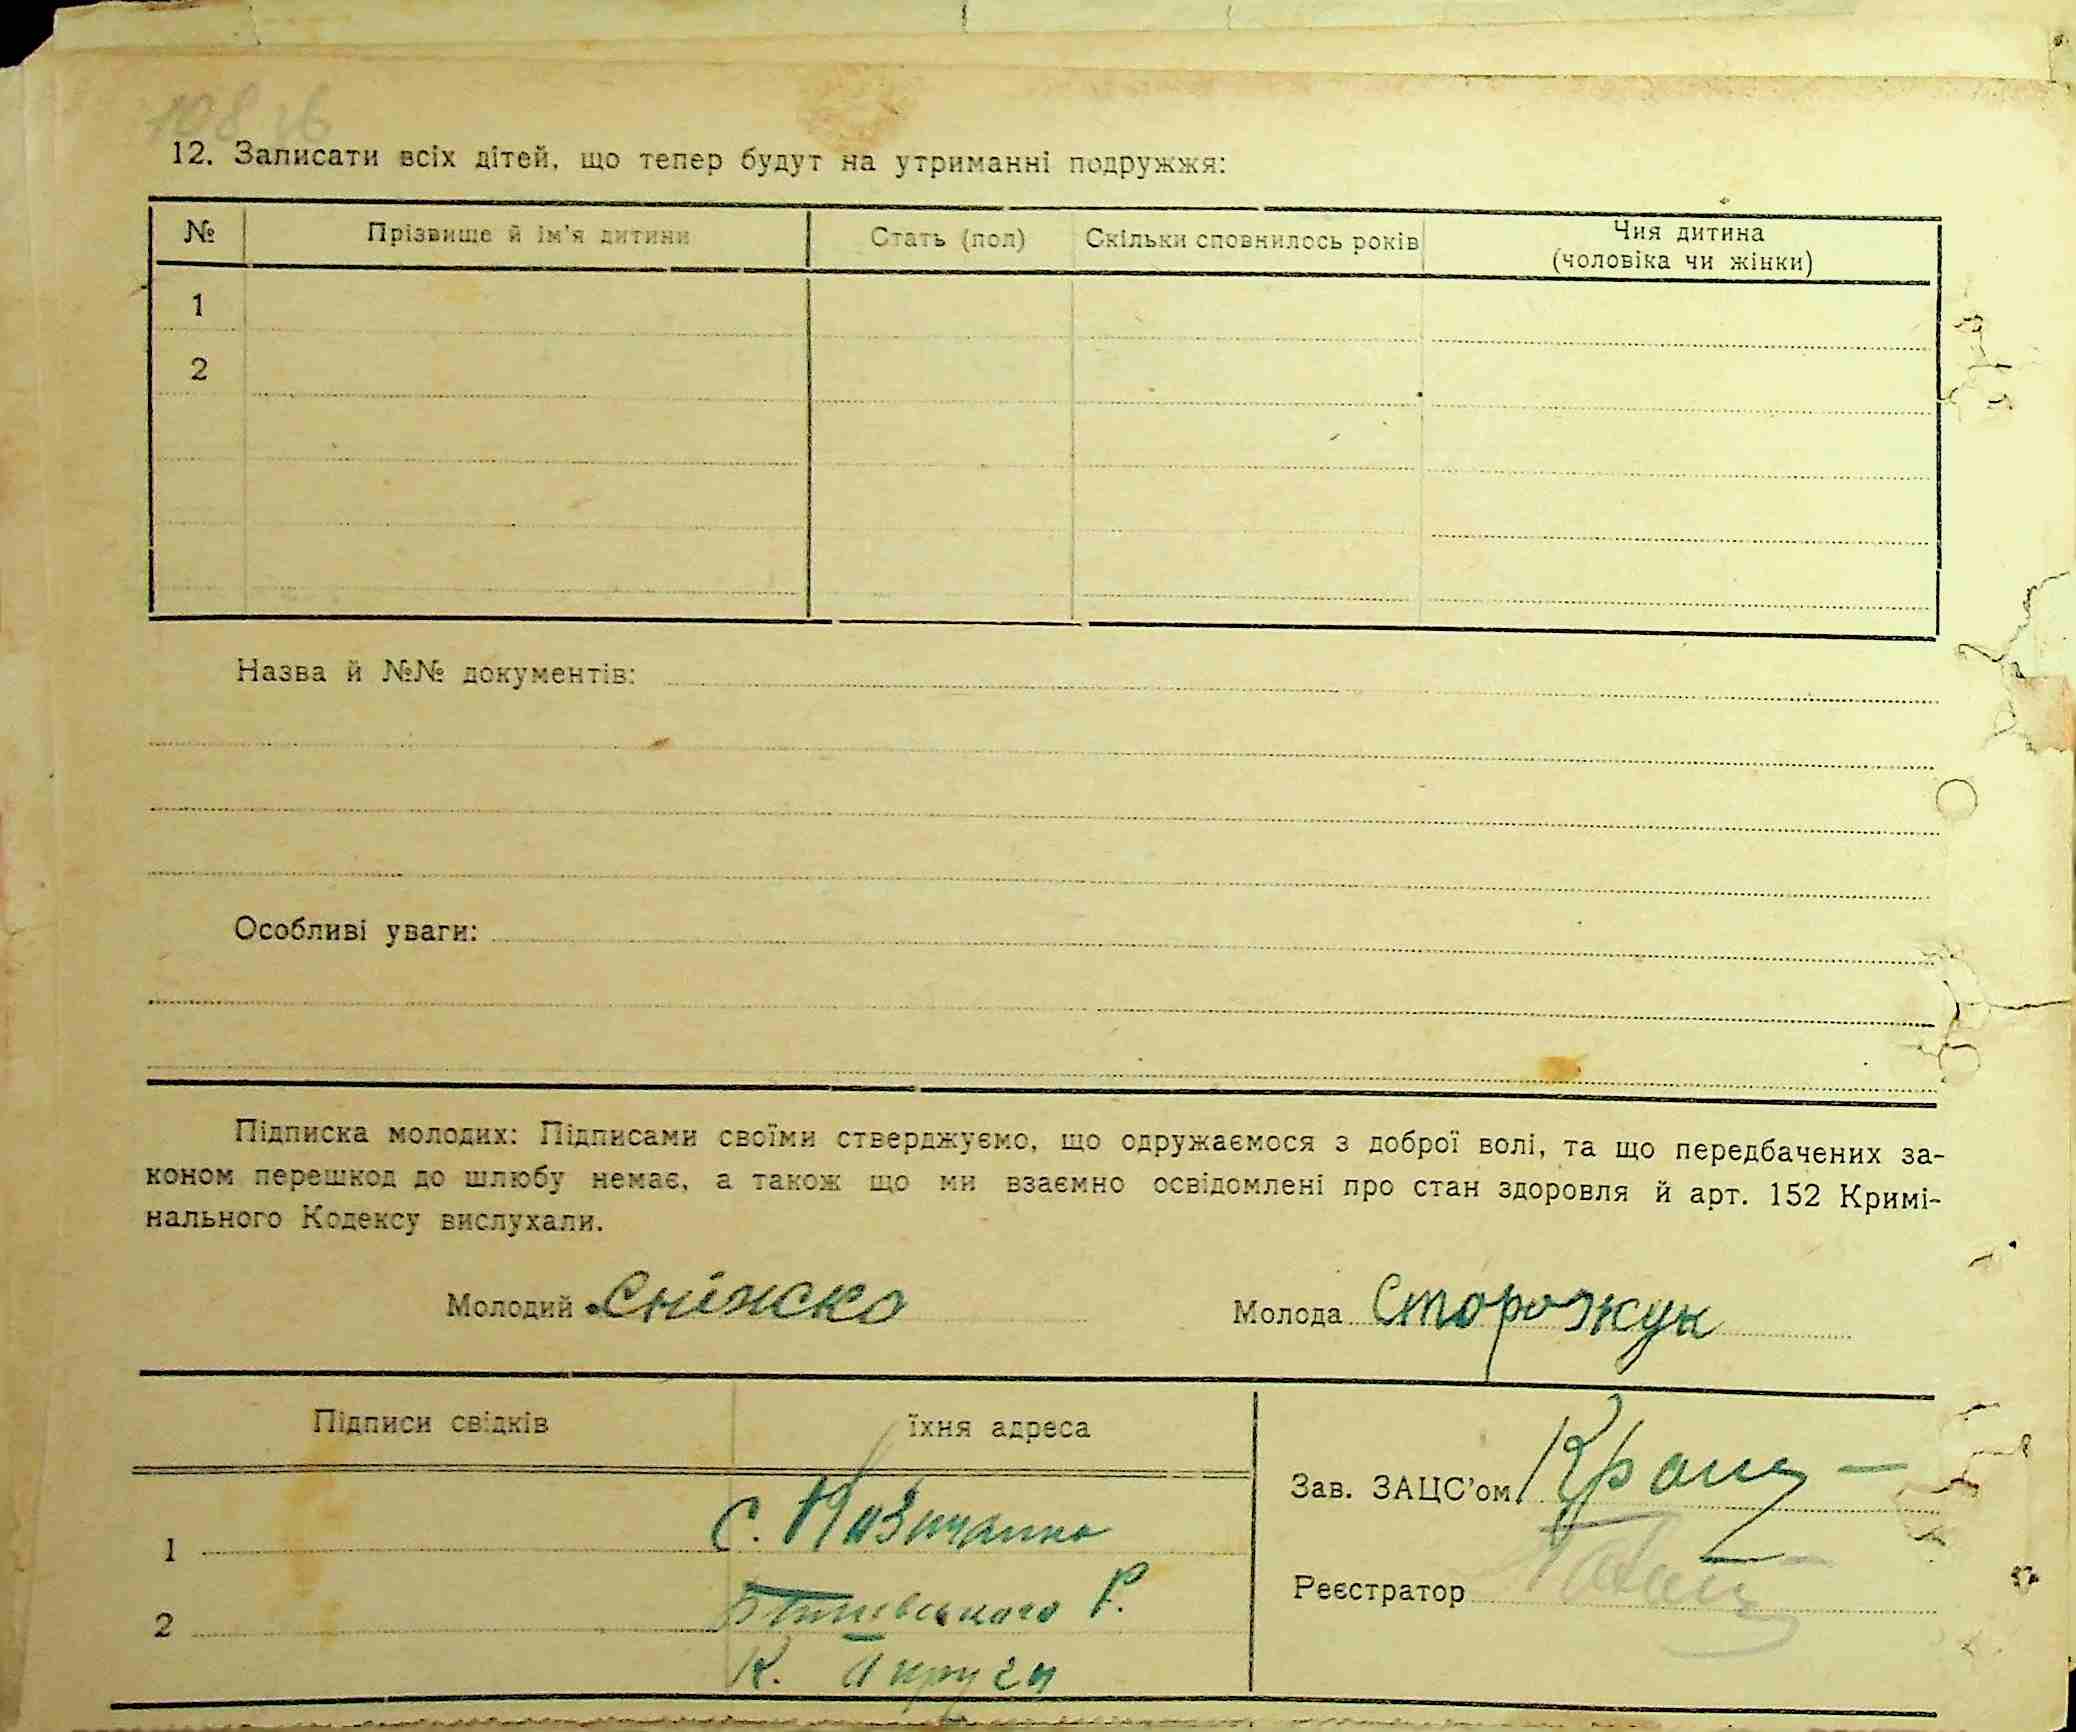 12. Записати всіх дітей, що тепер будут на утриманні подружжя:
№ Прізвище й ім'я дитини Стать (пол) Скільки сповнилось років Чия дитина
(чоловіка чи жінки)
1
2
Назва й №№ документів:
Особливі уваги:
Підписка молодих: Підписами своїми стверджуємо, що одружаємося з доброї волі, та що передбачених за-
коном перешкод до шлюбу немає, а також що ми взаємно освідомлені про стан здоровля й арт. 152 Кримі-
нального Кодексу вислухали.
Молодий Сніжко Молода Сторожук
Підписи свідків їхня адреса
Зав. ЗАЦС'ом
1 С.
Реєстратор
2 Р.
К.